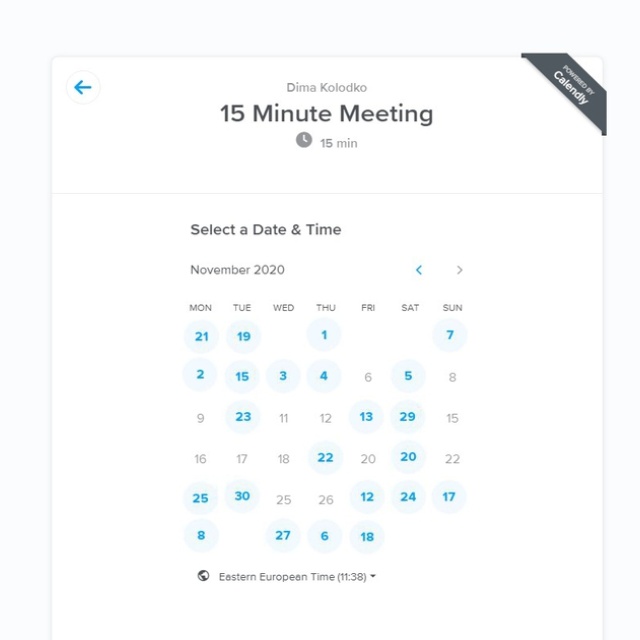 POWERED BY
Calendly
Dima Kolodko
15 Minute Meeting
15 min
Select a Date & Time
November 2020
MON TUE WED THU FRI SAT SUN
21 19 1 7
2 15 3 4 6 5 8
9 23 11 12 13 29 15
16 17 18 22 20 20 22
25 30 25 26 12 24 17
8 27 6 18
Eastern European Time (11:38)